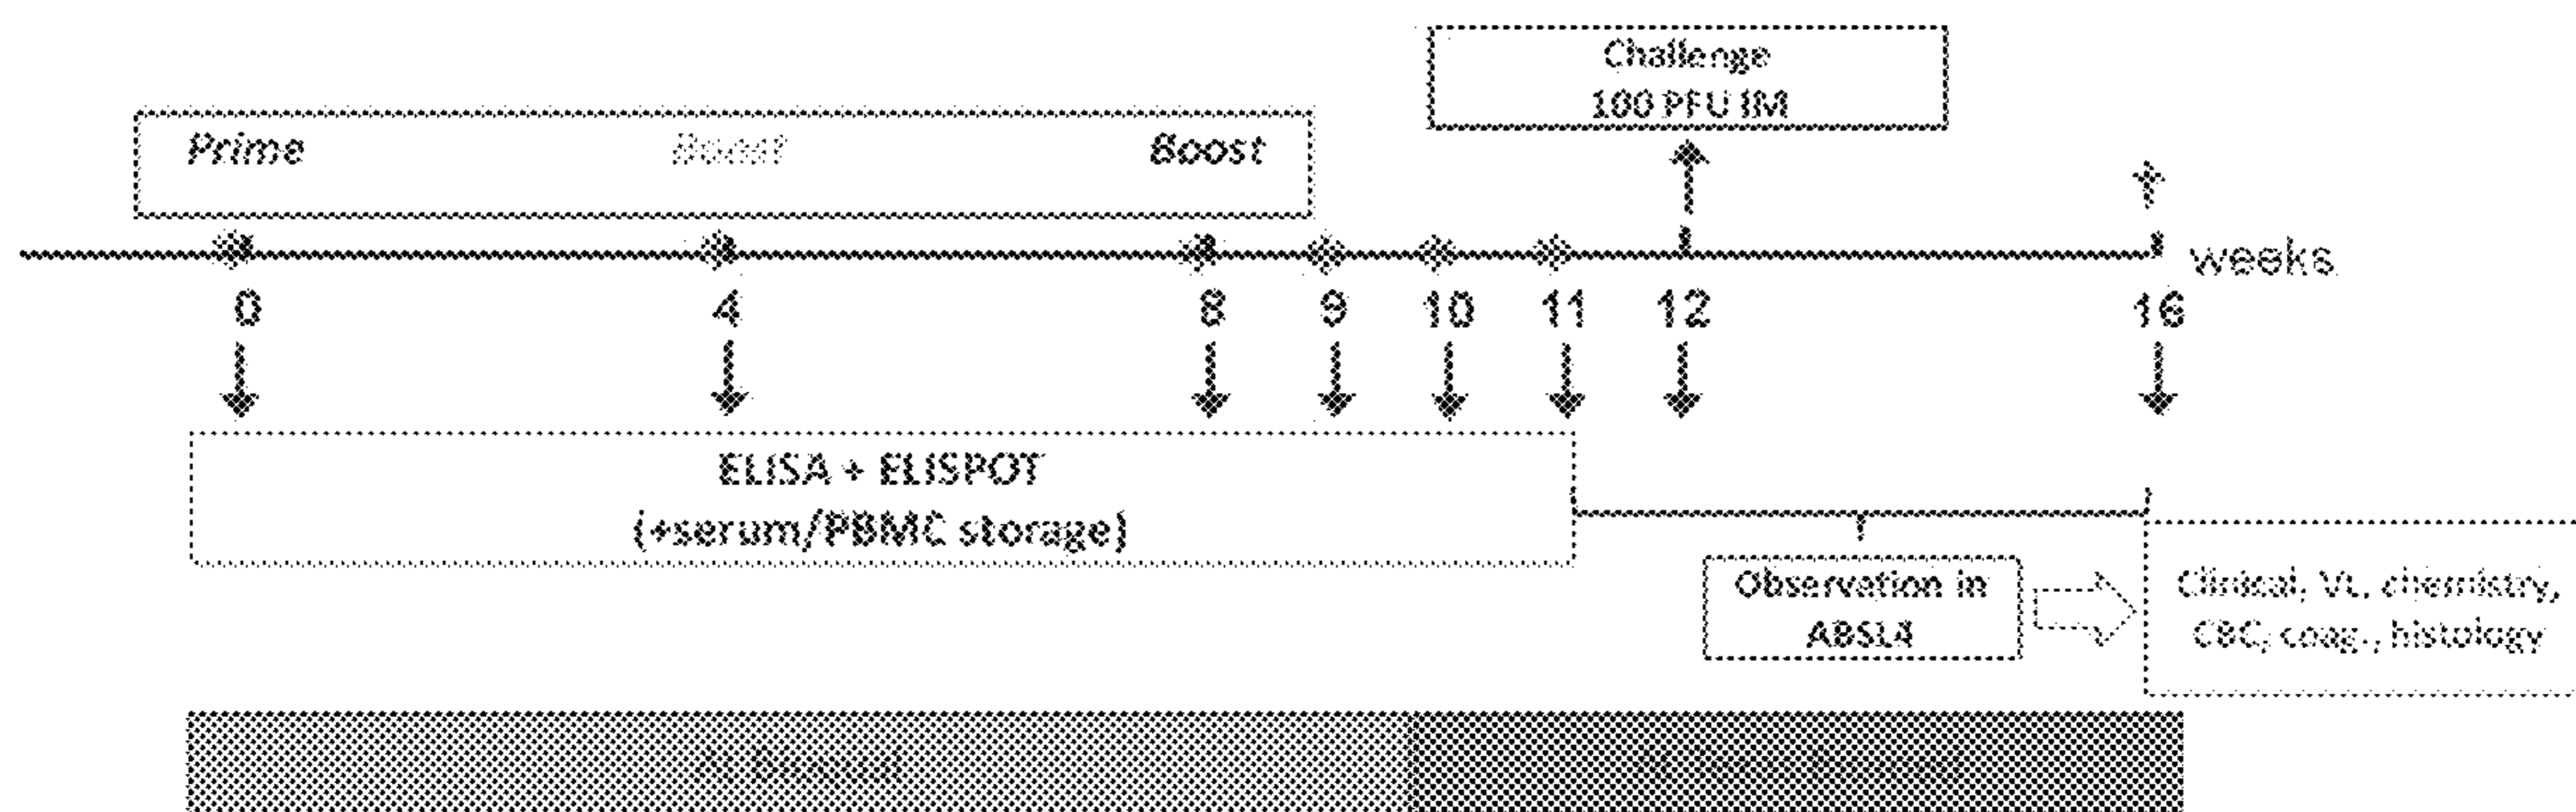 Challenge
100 PFU IM
Prime Boost Boost
weeks
0 4 8 9 10 11 12 16
ELISA + ELISPOT
(+serum/PBMC storage)
Observation in
ABSL4
Clinical, VL, chemistry,
CBC, coag., histology